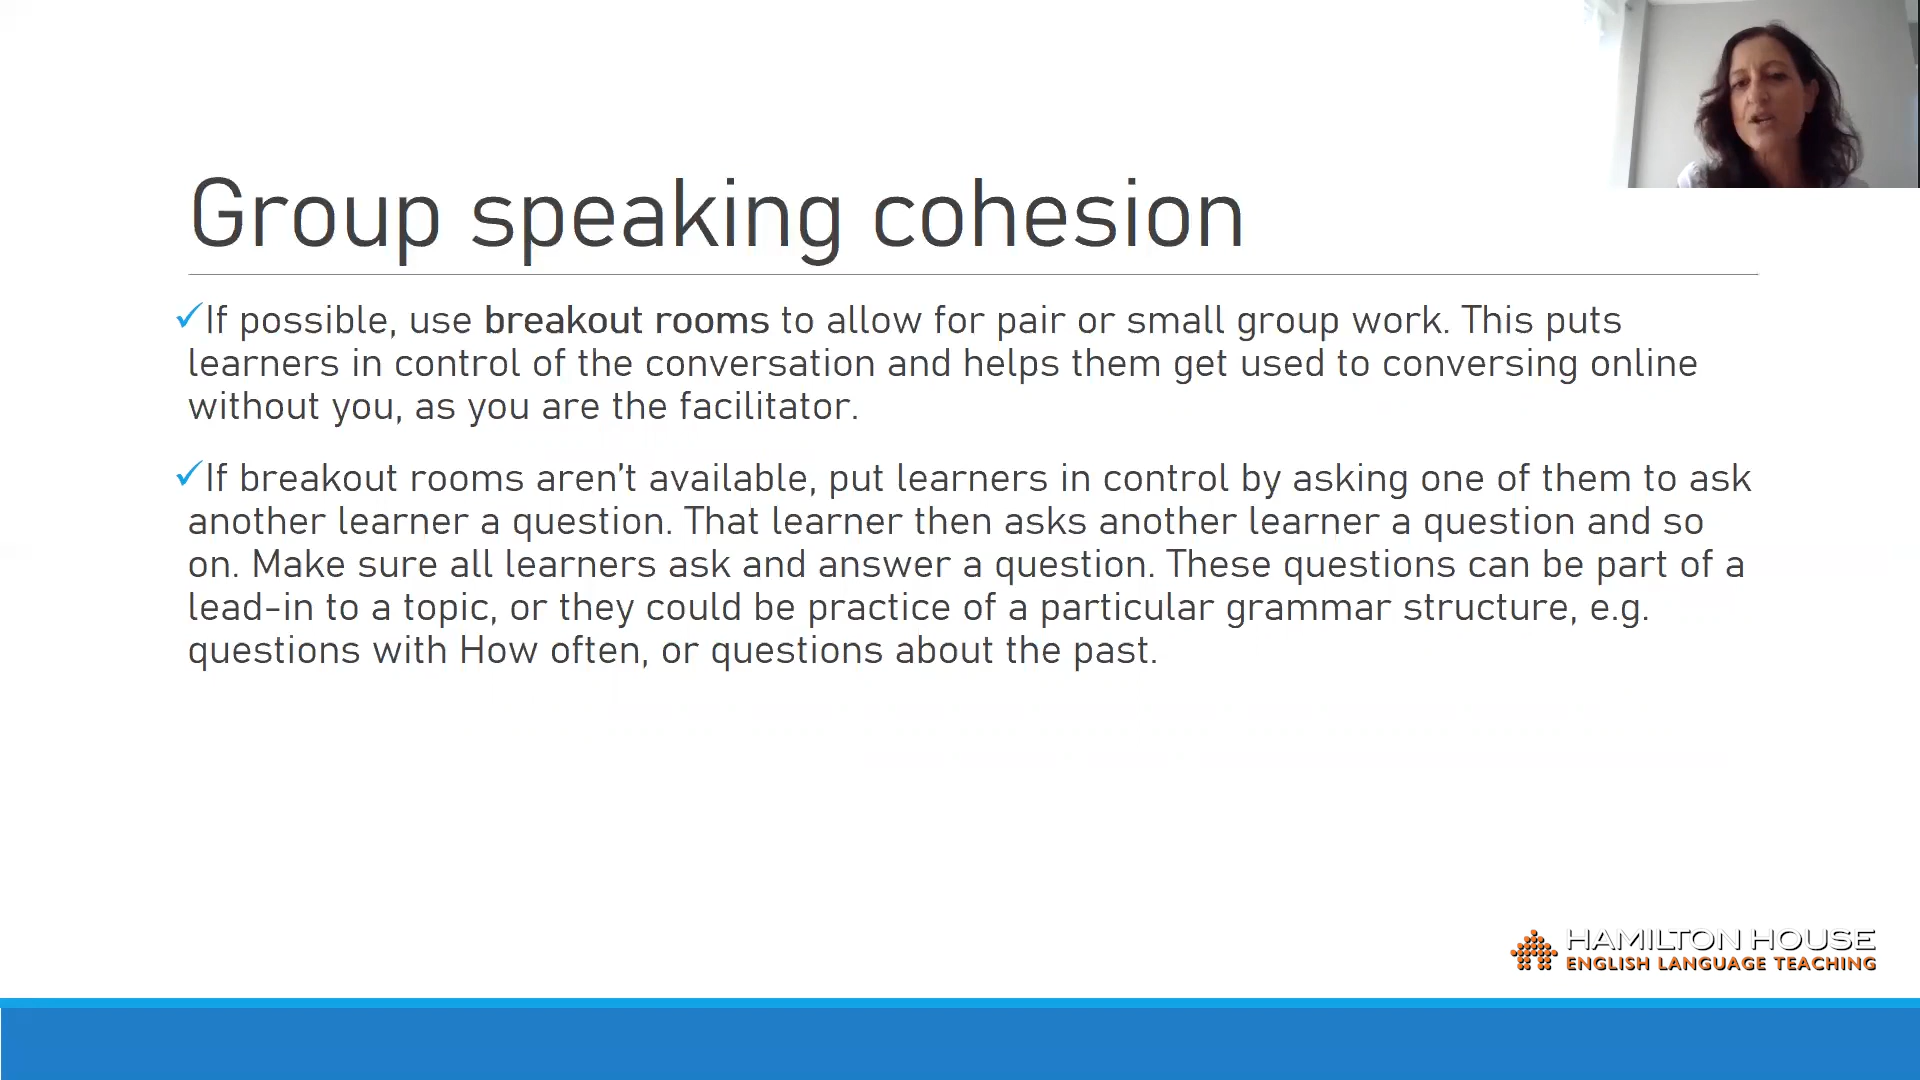 Group speaking cohesion
✓If possible, use breakout rooms to allow for pair or small group work. This puts
learners in control of the conversation and helps them get used to conversing online
without you, as you are the facilitator.
✓If breakout rooms aren't available, put learners in control by asking one of them to ask
another learner a question. That learner then asks another learner a question and so
on. Make sure all learners ask and answer a question. These questions can be part of a
lead-in to a topic, or they could be practice of a particular grammar structure, e.g.
questions with How often, or questions about the past.
HAMILTON HOUSE
ENGLISH LANGUAGE TEACHING